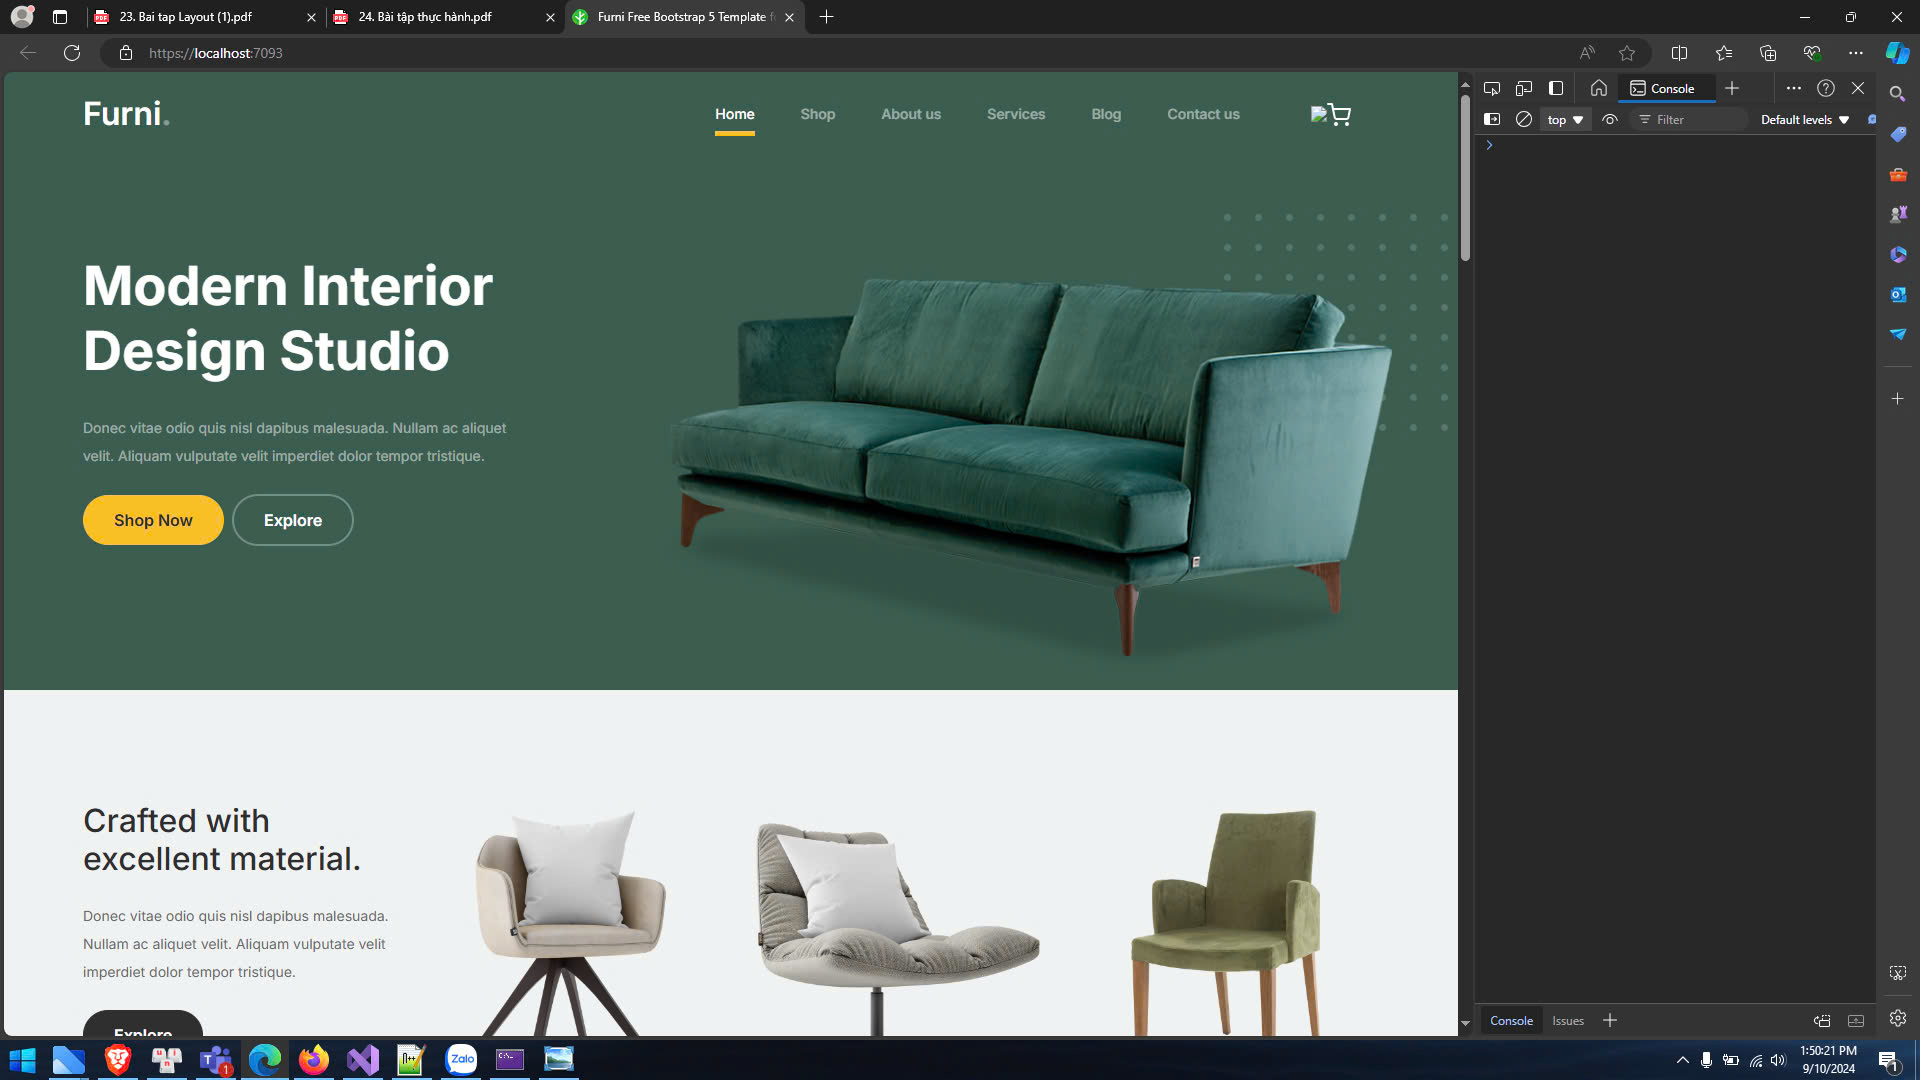 23. Bai tap Layout (1).pdf
24. Bài tập thực hành.pdf
Furni Free Bootstrap 5 Template f
https://localhost:7093
Furni.
Home
Shop
About us
Services
Blog
Contact us
Console
top
Filter
Default levels
Modern Interior
Design Studio
Donec vitae odio quis nisl dapibus malesuada. Nullam ac aliquet
velit. Aliquam vulputate velit imperdiet dolor tempor tristique.
Shop Now
Explore
Crafted with
excellent material.
Donec vitae odio quis nisl dapibus malesuada.
Nullam ac aliquet velit. Aliquam vulputate velit
imperdiet dolor tempor tristique.
Explore
Console
Issues
Zalo
1:50:21 PM
9/10/2024